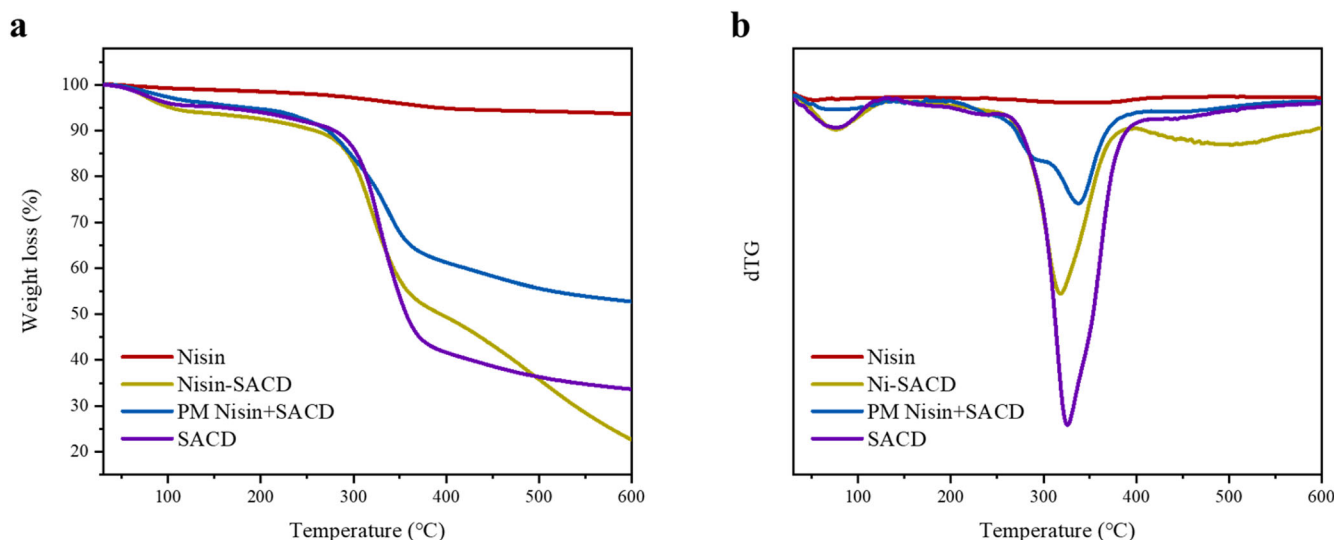 a
Weight loss (%)
100
90
80
70
60
50
40
30
20
Nisin
Nisin-SACD
PM Nisin+SACD
SACD
100
200
300
400
500
600
Temperature (℃)
b
dTG
Nisin
Ni-SACD
PM Nisin+SACD
SACD
100
200
300
400
500
600
Temperature (℃)